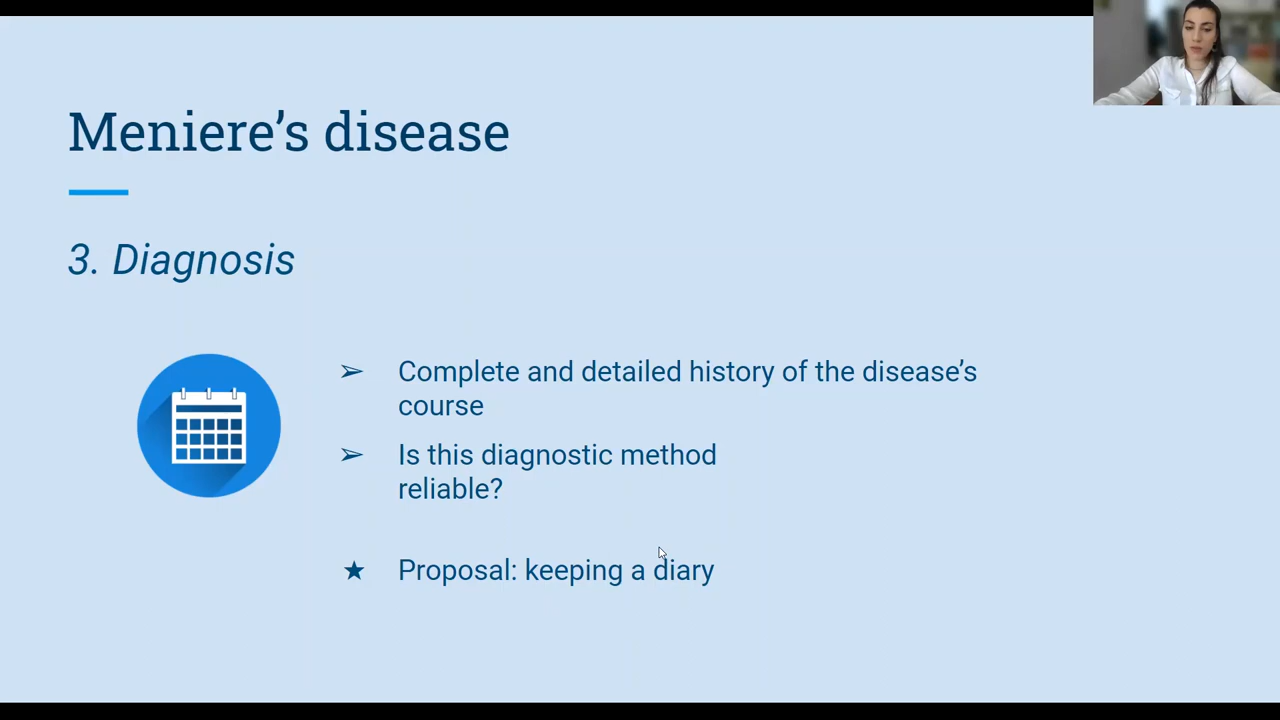 Meniere’s disease
3. Diagnosis
➢ Complete and detailed history of the disease’s
course
➢ Is this diagnostic method
reliable?
★ Proposal: keeping a diary